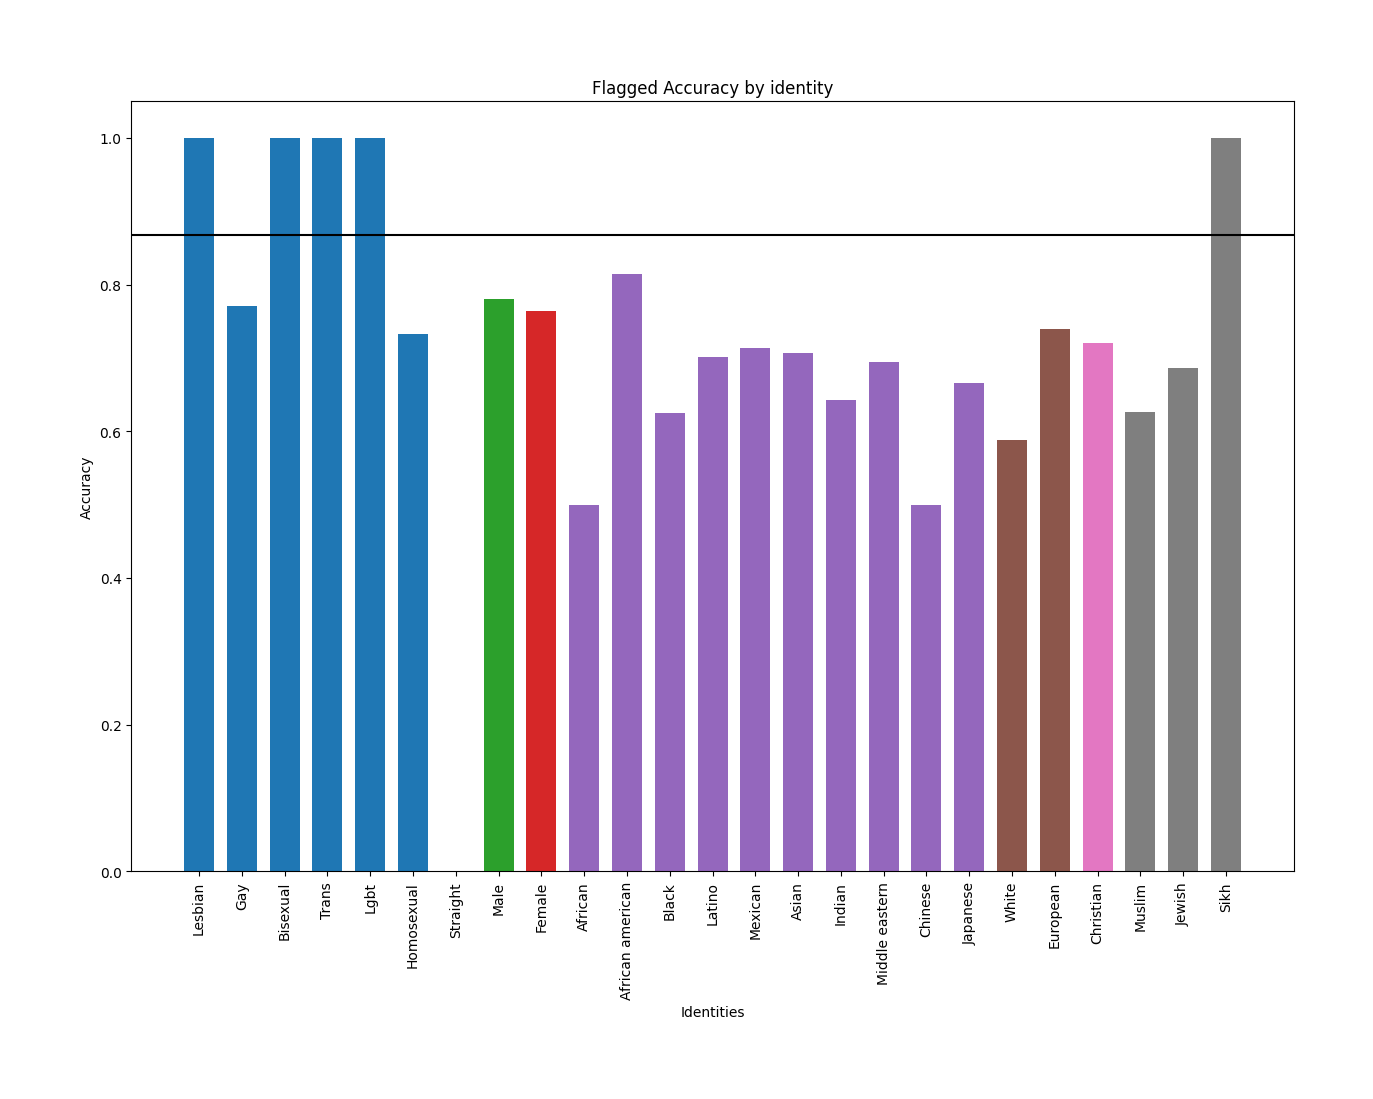 Flagged Accuracy by identity
1.0
0.8
0.6
0.4
0.2
0.0
Accuracy
Lesbian
Gay
Bisexual
Trans
Lgbt
Homosexual
Straight
Male
Female
African
African american
Black
Latino
Mexican
Asian
Indian
Middle eastern
Chinese
Japanese
White
European
Christian
Muslim
Jewish
Sikh
Identities